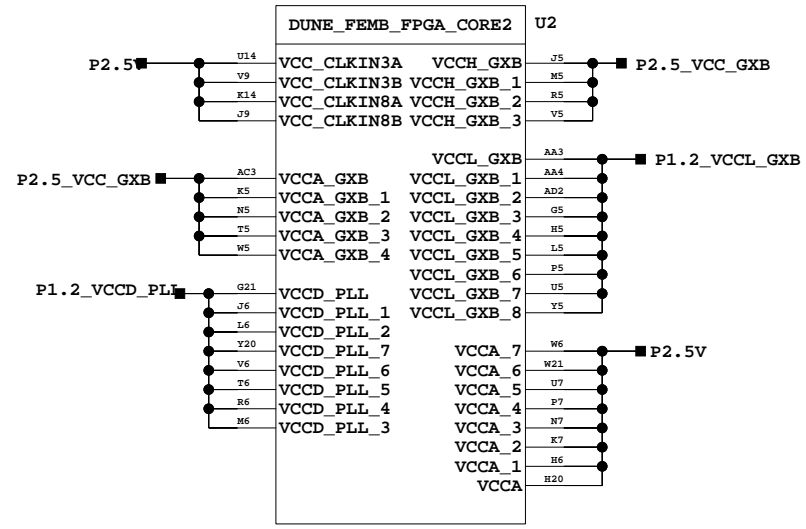 DUNE_FEMB_FPGA_CORE2 U2
P2.5V U14 VCC_CLKIN3A VCCH_GXB J5 P2.5_VCC_GXB
V9 VCC_CLKIN3B VCCH_GXB_1 M5
K14 VCC_CLKIN8A VCCH_GXB_2 R5
J9 VCC_CLKIN8B VCCH_GXB_3 V5
VCCL_GXB AA3 P1.2_VCCL_GXB
P2.5_VCC_GXB AC3 VCCA_GXB VCCL_GXB_1 AA4
K5 VCCA_GXB_1 VCCL_GXB_2 AD2
N5 VCCA_GXB_2 VCCL_GXB_3 G5
T5 VCCA_GXB_3 VCCL_GXB_4 H5
W5 VCCA_GXB_4 VCCL_GXB_5 L5
VCCL_GXB_6 P5
P1.2_VCCD_PLL G21 VCCD_PLL VCCL_GXB_7 U5
J6 VCCD_PLL_1 VCCL_GXB_8 Y5
L6 VCCD_PLL_2
Y20 VCCD_PLL_7 VCCA_7 W6 P2.5V
V6 VCCD_PLL_6 VCCA_6 W21
T6 VCCD_PLL_5 VCCA_5 U7
R6 VCCD_PLL_4 VCCA_4 P7
M6 VCCD_PLL_3 VCCA_3 N7
VCCA_2 K7
VCCA_1 H6
VCCA H20